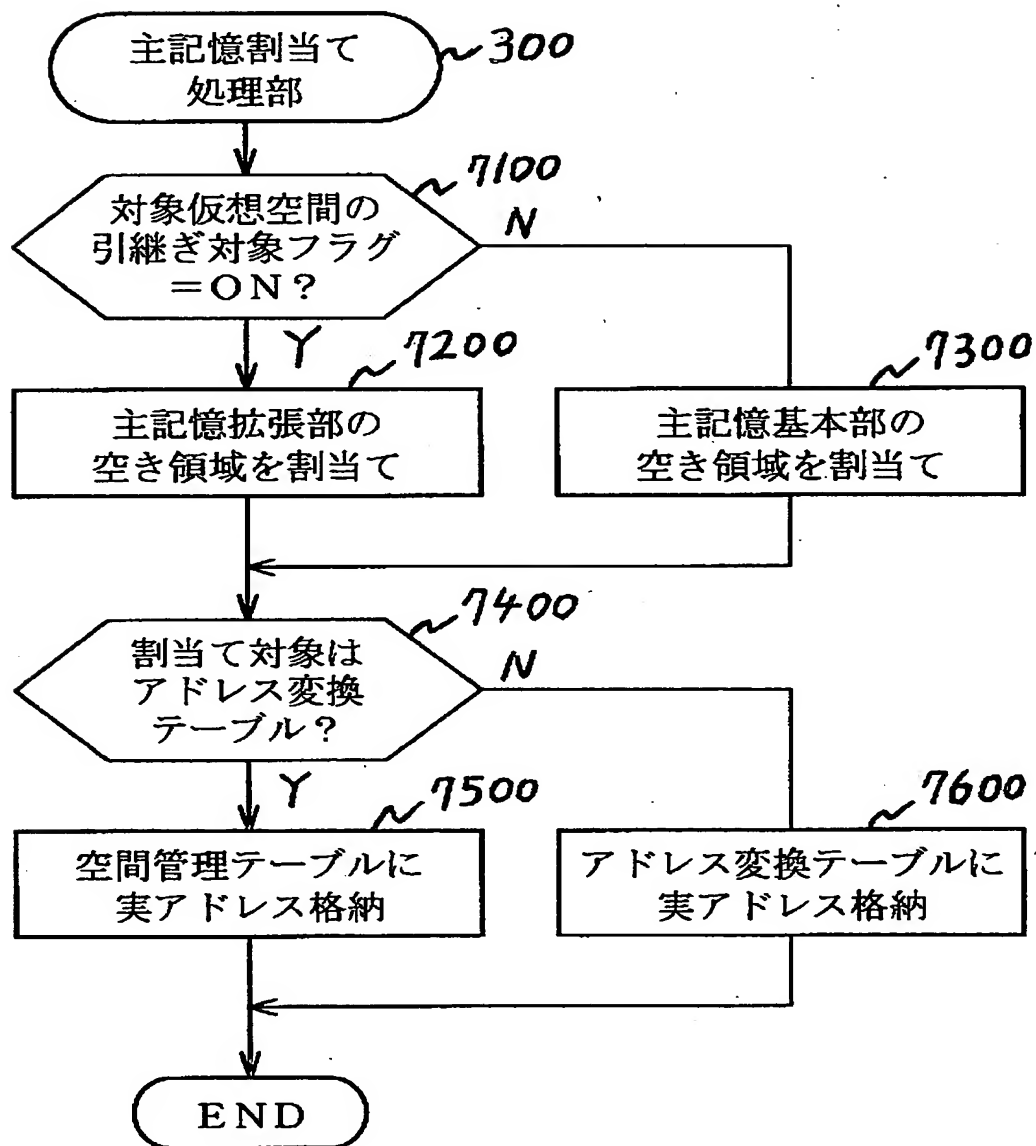 主記憶割当て
処理部
300
7100
対象仮想空間の
引継ぎ対象フラグ
＝ON？
N
Y
7200
主記憶拡張部の
空き領域を割当て
7300
主記憶基本部の
空き領域を割当て
7400
割当て対象は
アドレス変換
テーブル？
N
Y
7500
空間管理テーブルに
実アドレス格納
7600
アドレス変換テーブルに
実アドレス格納
END